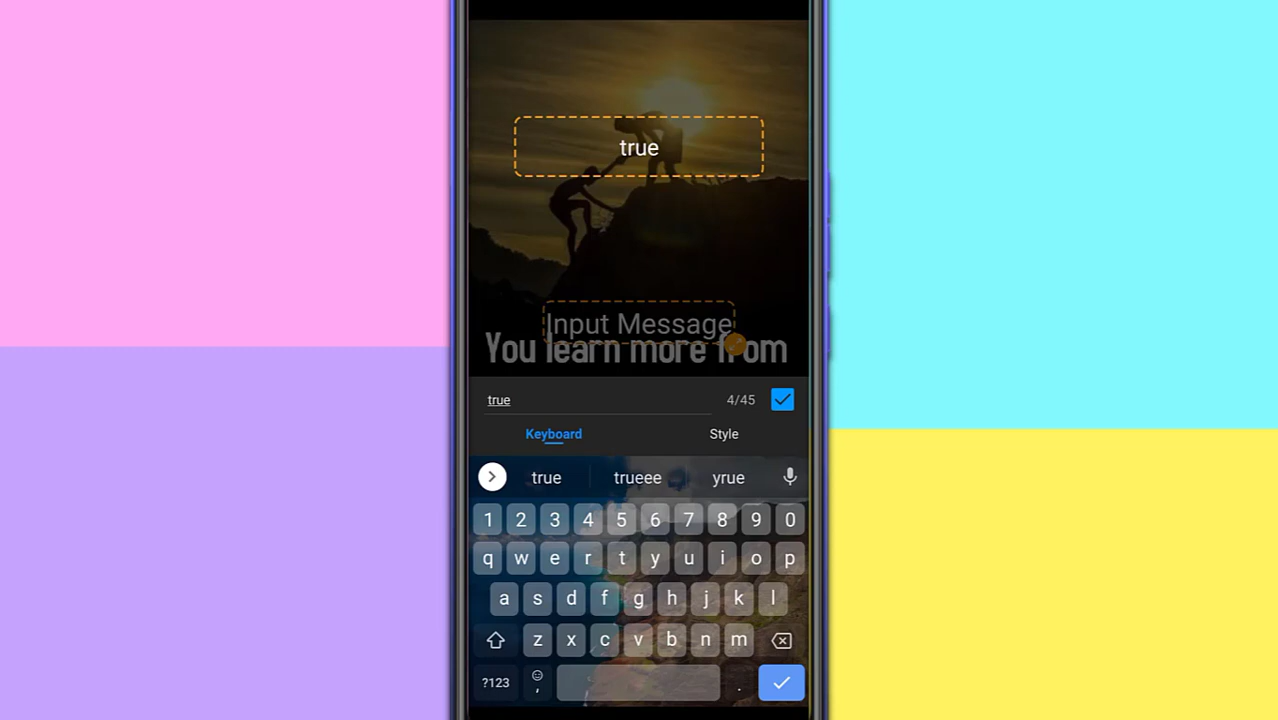 true
Input Message
You learn more from
true 4/45
Keyboard Style
true trueee yrue
1 2 3 4 5 6 7 8 9 0
q w e r t y u i o p
a s d f g h j k l
z x c v b n m
?123 , .